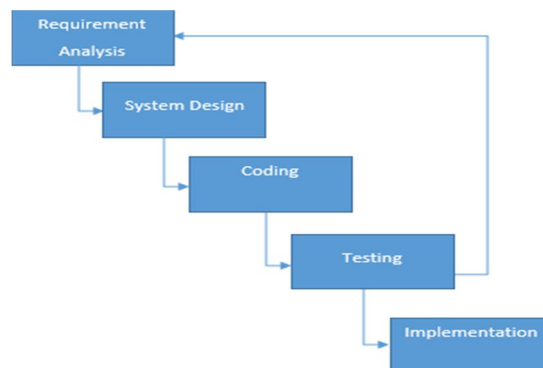 Requirement
Analysis
System Design
Coding
Testing
Implementation